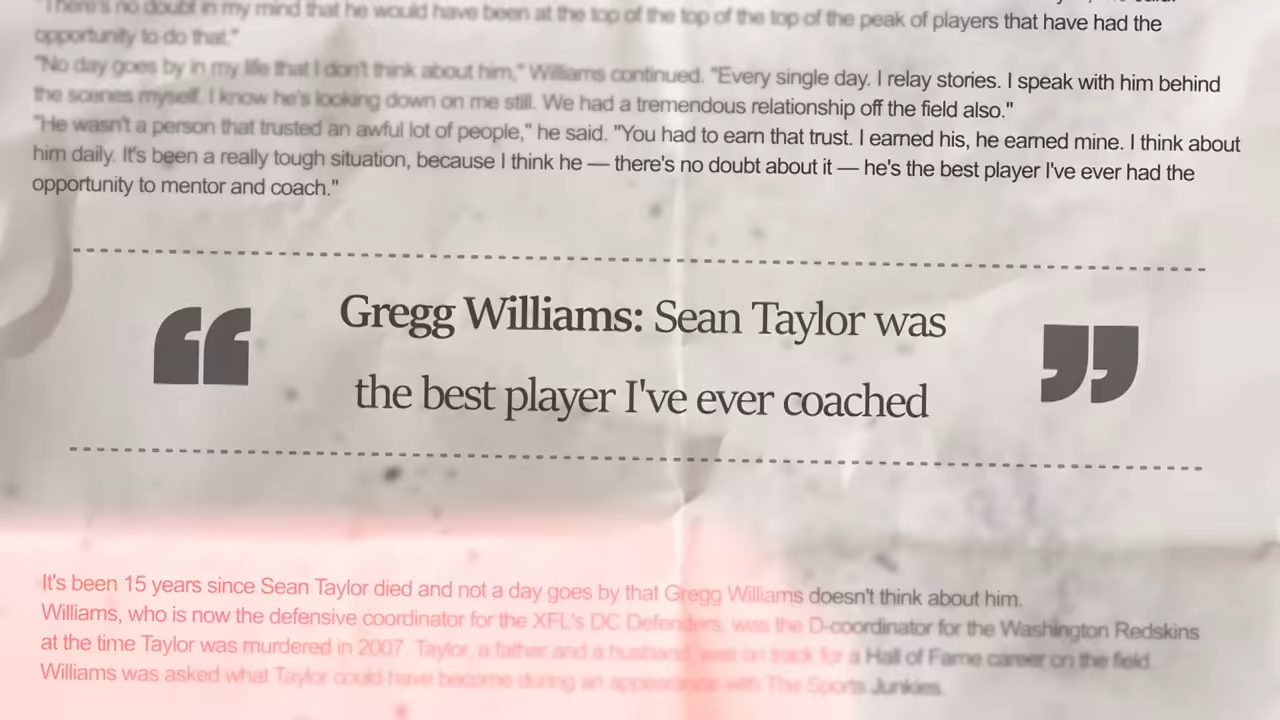 "There's no doubt in my mind that he would have been at the top of the top of the top of the peak of players that have had the
opportunity to do that."
"No day goes by in my life that I don't think about him," Williams continued. "Every single day. I relay stories. I speak with him behind
the scenes myself. I know he's looking down on me still. We had a tremendous relationship off the field also."
"He wasn't a person that trusted an awful lot of people," he said. "You had to earn that trust. I earned his, he earned mine. I think about
him daily. It's been a really tough situation, because I think he — there's no doubt about it — he's the best player I've ever had the
opportunity to mentor and coach."
“ Gregg Williams: Sean Taylor was ”
the best player I've ever coached
It's been 15 years since Sean Taylor died and not a day goes by that Gregg Williams doesn't think about him.
Williams, who is now the defensive coordinator for the XFL's DC Defenders, was the D-coordinator for the Washington Redskins
at the time Taylor was murdered in 2007. Taylor, a father and a husband, was on track for a Hall of Fame career on the field.
Williams was asked what Taylor could have become during an appearance with The Sports Junkies.